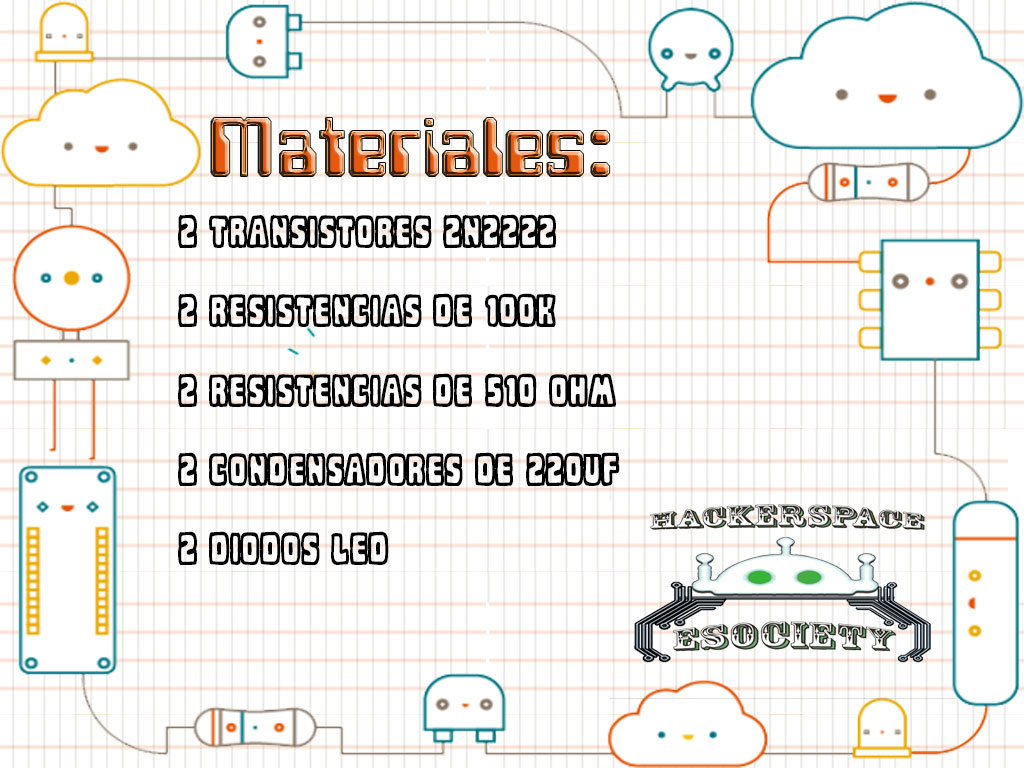 Materiales:
2 TRANSISTORES 2N2222
2 RESISTENCIAS DE 100K
2 RESISTENCIAS DE 510 OHM
2 CONDENSADORES DE 220UF
2 DIODOS LED
HACKERSPACE
ESOCIETY